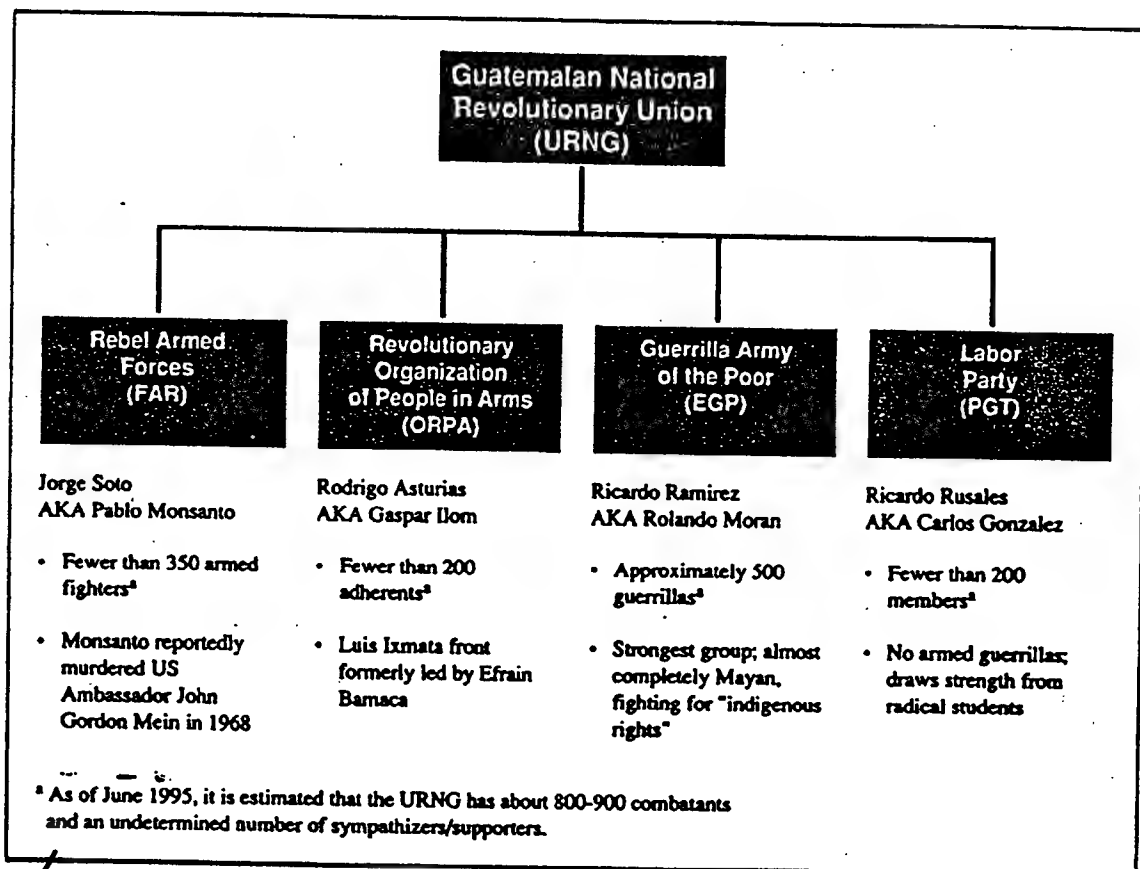 Guatemalan National
Revolutionary Union
(URNG)
Rebel Armed
Forces
(FAR)
Revolutionary
Organization
of People in Arms
(ORPA)
Guerrilla Army
of the Poor
(EGP)
Labor
Party
(PGT)
Jorge Soto
AKA Pablo Monsanto
• Fewer than 350 armed
fightersᵃ
• Monsanto reportedly
murdered US
Ambassador John
Gordon Mein in 1968
Rodrigo Asturias
AKA Gaspar Ilom
• Fewer than 200
adherentsᵃ
• Luis Ixmata front
formerly led by Efrain
Bamaca
Ricardo Ramirez
AKA Rolando Moran
• Approximately 500
guerrillasᵃ
• Strongest group; almost
completely Mayan,
fighting for "indigenous
rights"
Ricardo Rusales
AKA Carlos Gonzalez
• Fewer than 200
membersᵃ
• No armed guerrillas;
draws strength from
radical students
ᵃ As of June 1995, it is estimated that the URNG has about 800-900 combatants
and an undetermined number of sympathizers/supporters.